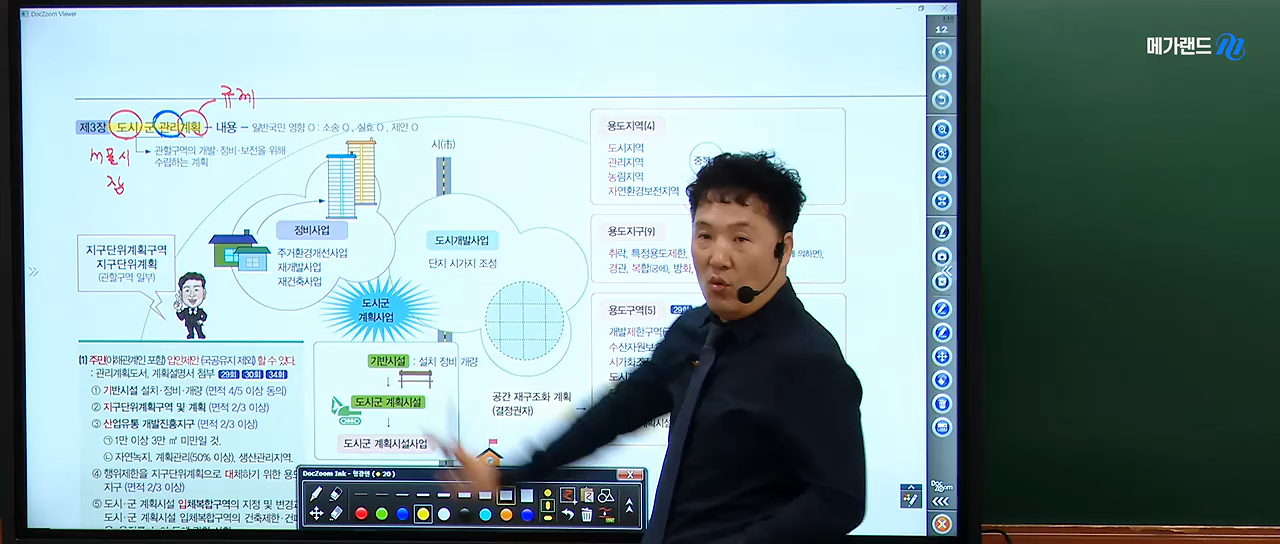 DocZoom Viewer
12
메가랜드
규제
제3장 도시·군 관리계획 - 내용 - 일반국민 영향 O : 소송 O, 실효 O, 제안 O
관할구역의 개발·정비·보전을 위해
수립하는 계획
시(市)
용도지역[4]
도시지역
관리지역
농림지역
자연환경보전지역
정비사업
주거환경개선사업
재개발사업
재건축사업
도시개발사업
단지 시가지 조성
지구단위계획구역
지구단위계획
(관할구역 일부)
도시군
계획사업
용도지구(9)
취락, 특정용도제한,
에 의하면),
경관, 복합(궁예), 방화,
용도구역[5]
29회
개발제한구역
수산자원보
시가화조
도시
기반시설 : 설치 정비 개량
도시군 계획시설
도시군 계획시설사업
공간 재구조화 계획
(결정권자)
(1) 주민(이해관계인 포함) 입안제안 (국공유지 제외) 할 수 있다.
: 관리계획도서, 계획설명서 첨부 29회 30회 34회
① 기반시설 설치·정비·개량 (면적 4/5 이상 동의)
② 지구단위계획구역 및 계획 (면적 2/3 이상)
③ 산업유통 개발진흥지구 (면적 2/3 이상)
㉠ 1만 이상 3만 ㎡ 미만일 것.
㉡ 자연녹지, 계획관리(50% 이상), 생산관리지역.
④ 행위제한을 지구단위계획으로 대체하기 위한 용도
지구 (면적 2/3 이상)
⑤ 도시·군 계획시설 입체복합구역의 지정 및 변경과
도시·군 계획시설 입체복합구역의 건축제한·건
DocZoom